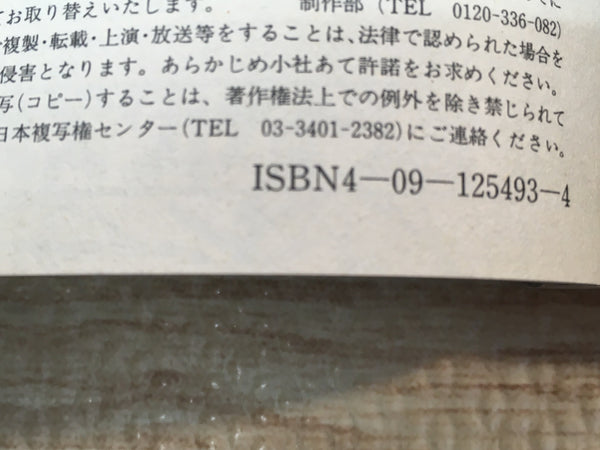 お取り替えいたします。　制作部（TEL　0120-336-082）
複製・転載・上演・放送等をすることは、法律で認められた場合を
侵害となります。あらかじめ小社あて許諾をお求めください。
写（コピー）することは、著作権法上での例外を除き禁じられて
日本複写権センター（TEL　03-3401-2382）にご連絡ください。
ISBN4―09―125493―4